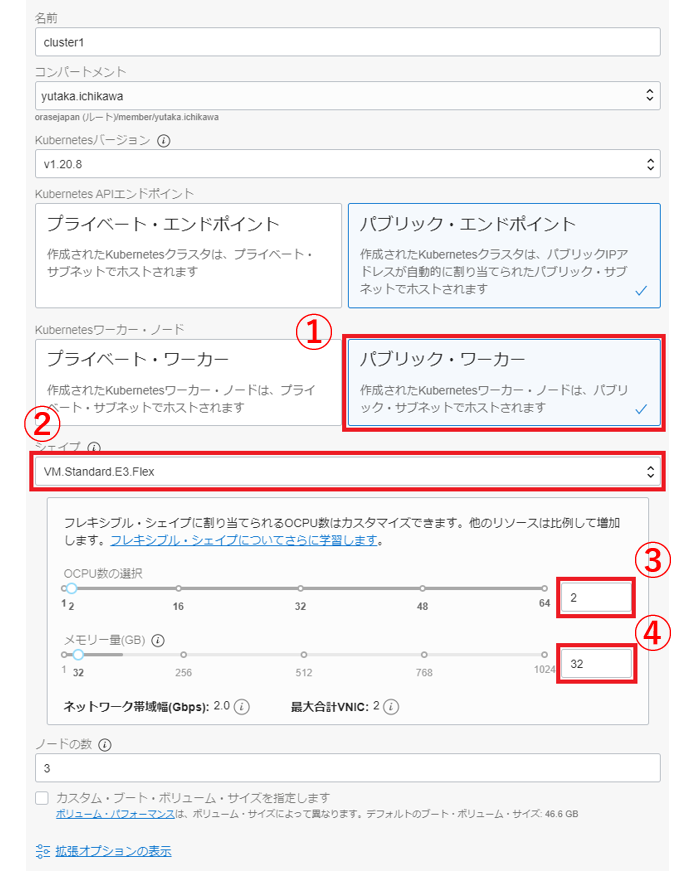 名前
cluster1
コンパートメント
yutaka.ichikawa
orasejapan (ルート)/member/yutaka.ichikawa
Kubernetesバージョン
v1.20.8
Kubernetes APIエンドポイント
プライベート・エンドポイント
作成されたKubernetesクラスタは、プライベート・
サブネットでホストされます
パブリック・エンドポイント
作成されたKubernetesクラスタは、パブリックIPア
ドレスが自動的に割り当てられたパブリック・サブ
ネットでホストされます
Kubernetesワーカー・ノード
①
プライベート・ワーカー
作成されたKubernetesワーカー・ノードは、プライ
ベート・サブネットでホストされます
パブリック・ワーカー
作成されたKubernetesワーカー・ノードは、パブリ
ック・サブネットでホストされます
②
シェイプ
VM.Standard.E3.Flex
フレキシブル・シェイプに割り当てられるOCPU数はカスタマイズできます。他のリソースは比例して増加
します。フレキシブル・シェイプについてさらに学習します。
OCPU数の選択
③
1 2 16 32 48 64
2
メモリー量(GB)
④
1 32 256 512 768 1024
32
ネットワーク帯域幅(Gbps): 2.0 最大合計VNIC: 2
ノードの数
3
カスタム・ブート・ボリューム・サイズを指定します
ボリューム・パフォーマンスは、ボリューム・サイズによって異なります。デフォルトのブート・ボリューム・サイズ: 46.6 GB
拡張オプションの表示